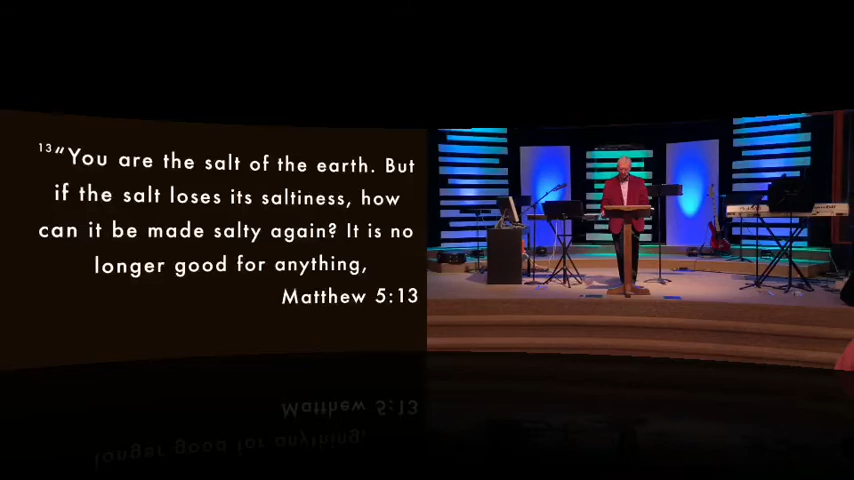 13“You are the salt of the earth. But
if the salt loses its saltiness, how
can it be made salty again? It is no
longer good for anything,
Matthew 5:13